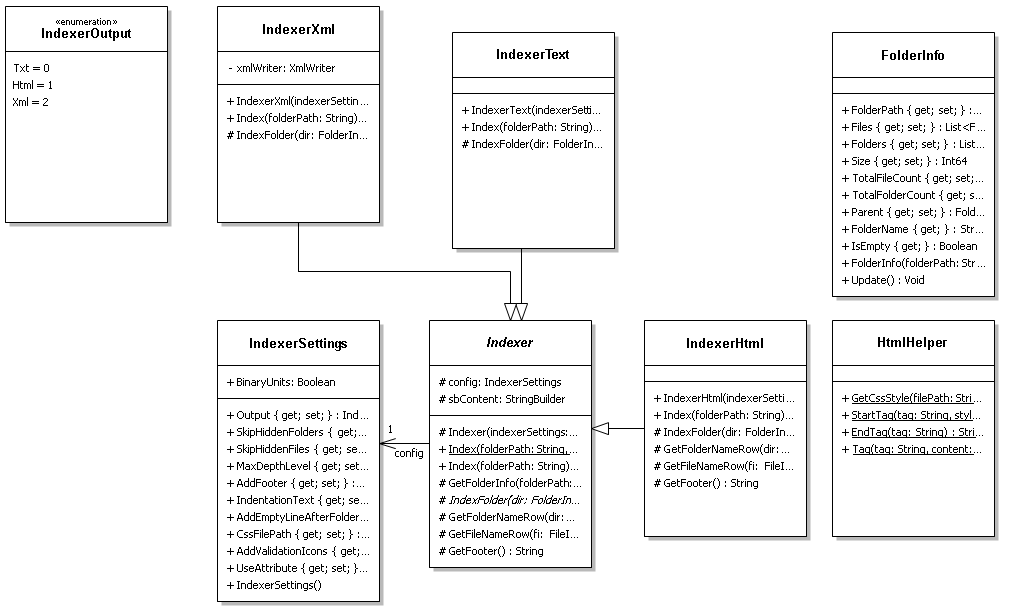 «enumeration»
IndexerOutput
Txt = 0
Html = 1
Xml = 2
IndexerXml
- xmlWriter: XmlWriter
+ IndexerXml(indexerSettin...
+ Index(folderPath: String)...
# IndexFolder(dir: FolderIn...
IndexerText
+ IndexerText(indexerSetti...
+ Index(folderPath: String)...
# IndexFolder(dir: FolderIn...
FolderInfo
+ FolderPath { get; set; } :...
+ Files { get; set; } : List<F...
+ Folders { get; set; } : List...
+ Size { get; set; } : Int64
+ TotalFileCount { get; set;...
+ TotalFolderCount { get; s...
+ Parent { get; set; } : Fold...
+ FolderName { get; } : Str...
+ IsEmpty { get; } : Boolean
+ FolderInfo(folderPath: Str...
+ Update() : Void
IndexerSettings
+ BinaryUnits: Boolean
+ Output { get; set; } : Ind...
+ SkipHiddenFolders { get;...
+ SkipHiddenFiles { get; se...
+ MaxDepthLevel { get; set...
+ AddFooter { get; set; } :...
+ IndentationText { get; se...
+ AddEmptyLineAfterFolder...
+ CssFilePath { get; set; } :...
+ AddValidationIcons { get;...
+ UseAttribute { get; set; }...
+ IndexerSettings()
1
config
Indexer
# config: IndexerSettings
# sbContent: StringBuilder
# Indexer(indexerSettings:...
+ Index(folderPath: String,...
+ Index(folderPath: String)...
# GetFolderInfo(folderPath:...
# IndexFolder(dir: FolderIn...
# GetFolderNameRow(dir: ...
# GetFileNameRow(fi: FileI...
# GetFooter() : String
IndexerHtml
+ IndexerHtml(indexerSetti...
+ Index(folderPath: String)...
# IndexFolder(dir: FolderIn...
# GetFolderNameRow(dir: ...
# GetFileNameRow(fi: FileI...
# GetFooter() : String
HtmlHelper
+ GetCssStyle(filePath: Stri...
+ StartTag(tag: String, styl...
+ EndTag(tag: String) : Stri...
+ Tag(tag: String, content:...